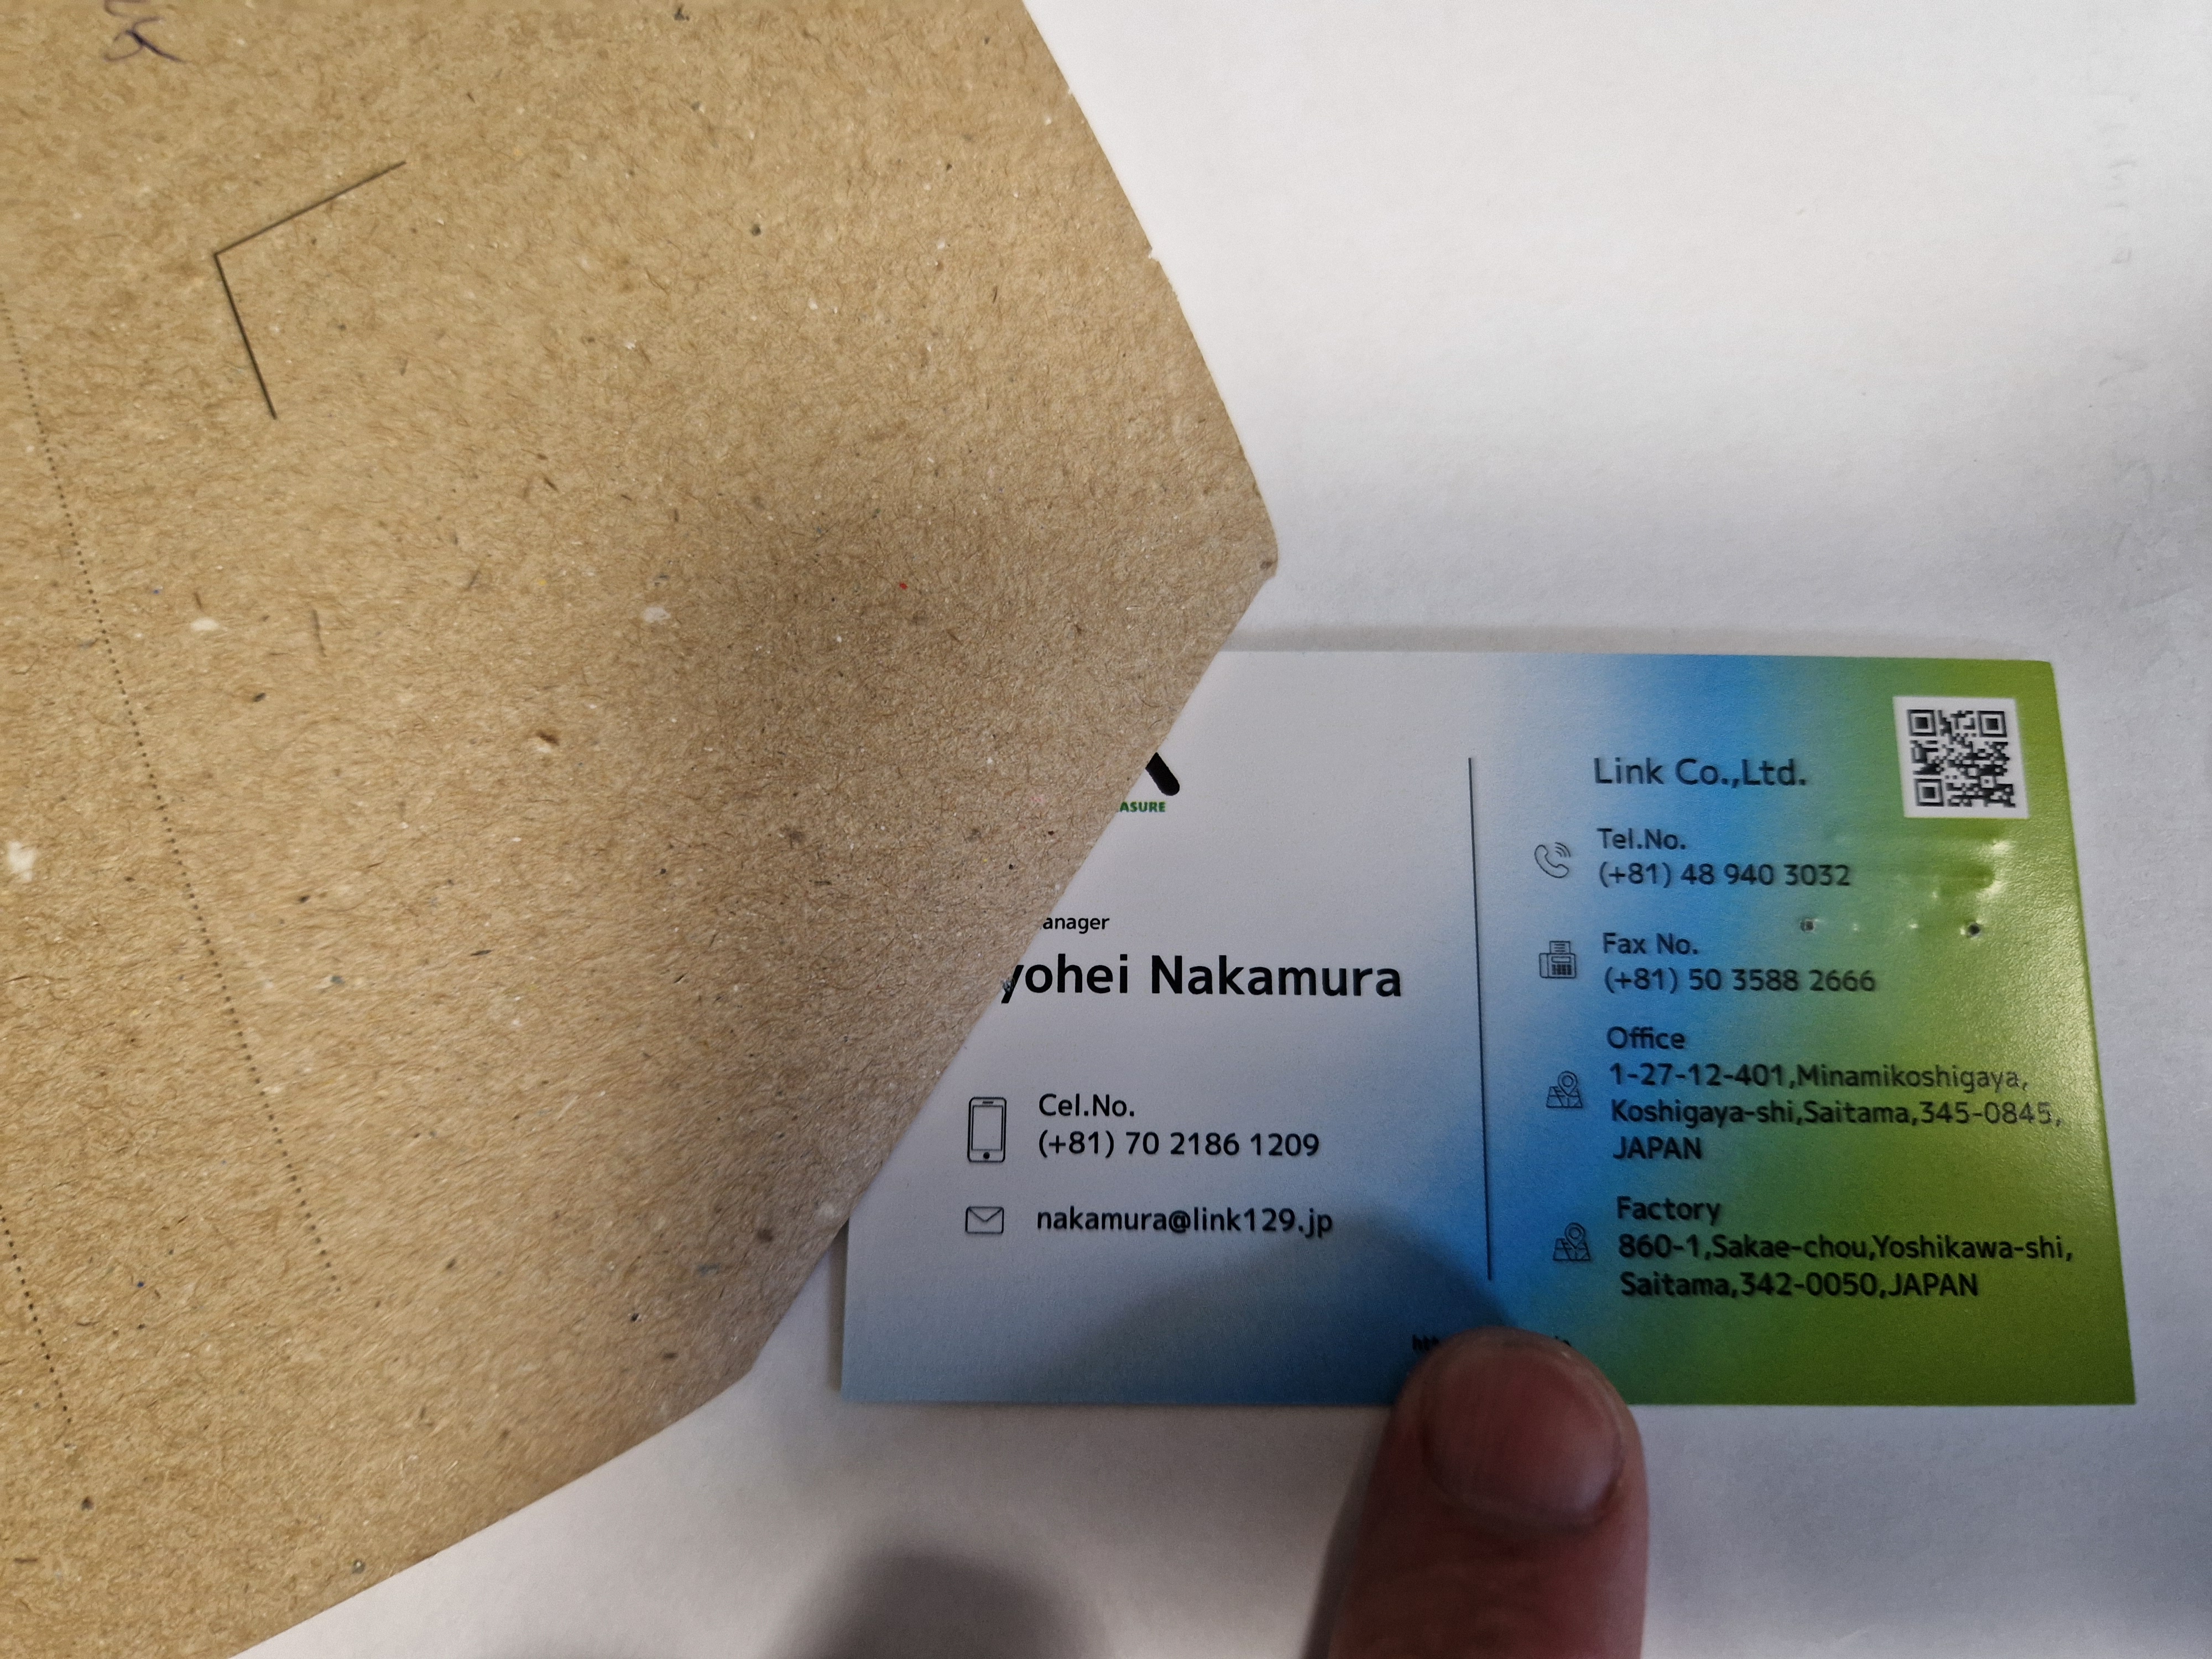 anager
yohei Nakamura
Cel.No.
(+81) 70 2186 1209
nakamura@link129.jp
Link Co.,Ltd.
Tel.No.
(+81) 48 940 3032
Fax No.
(+81) 50 3588 2666
Office
1-27-12-401,Minamikoshigaya,
Koshigaya-shi,Saitama,345-0845,
JAPAN
Factory
860-1,Sakae-chou,Yoshikawa-shi,
Saitama,342-0050,JAPAN
ASURE